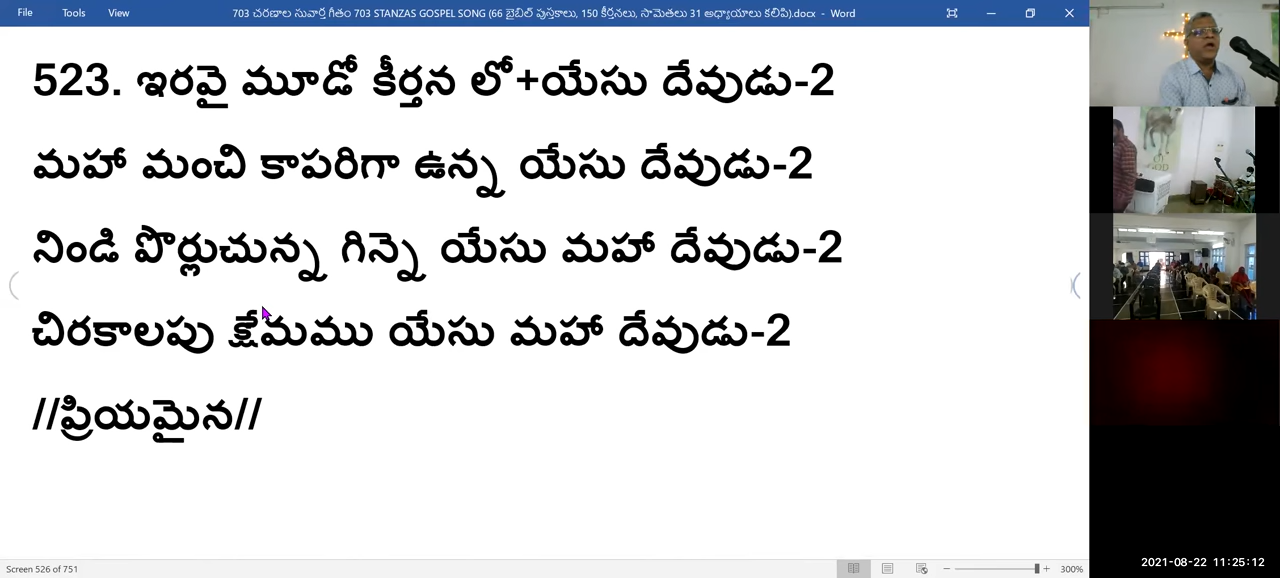 File Tools View 703 చరణాల సువార్త గీతం 703 STANZAS GOSPEL SONG (66 బైబిల్ పుస్తకాలు, 150 కీర్తనలు, సామెతలు 31 అధ్యాయాలు కలిపి).docx - Word
523. ఇరవై మూడో కీర్తన లో+యేసు దేవుడు-2
మహా మంచి కాపరిగా ఉన్న యేసు దేవుడు-2
నిండి పొర్లుచున్న గిన్నె యేసు మహా దేవుడు-2
చిరకాలపు క్షేమము యేసు మహా దేవుడు-2
//ప్రియమైన//
2021-08-22 11:25:12
Screen 526 of 751 300%